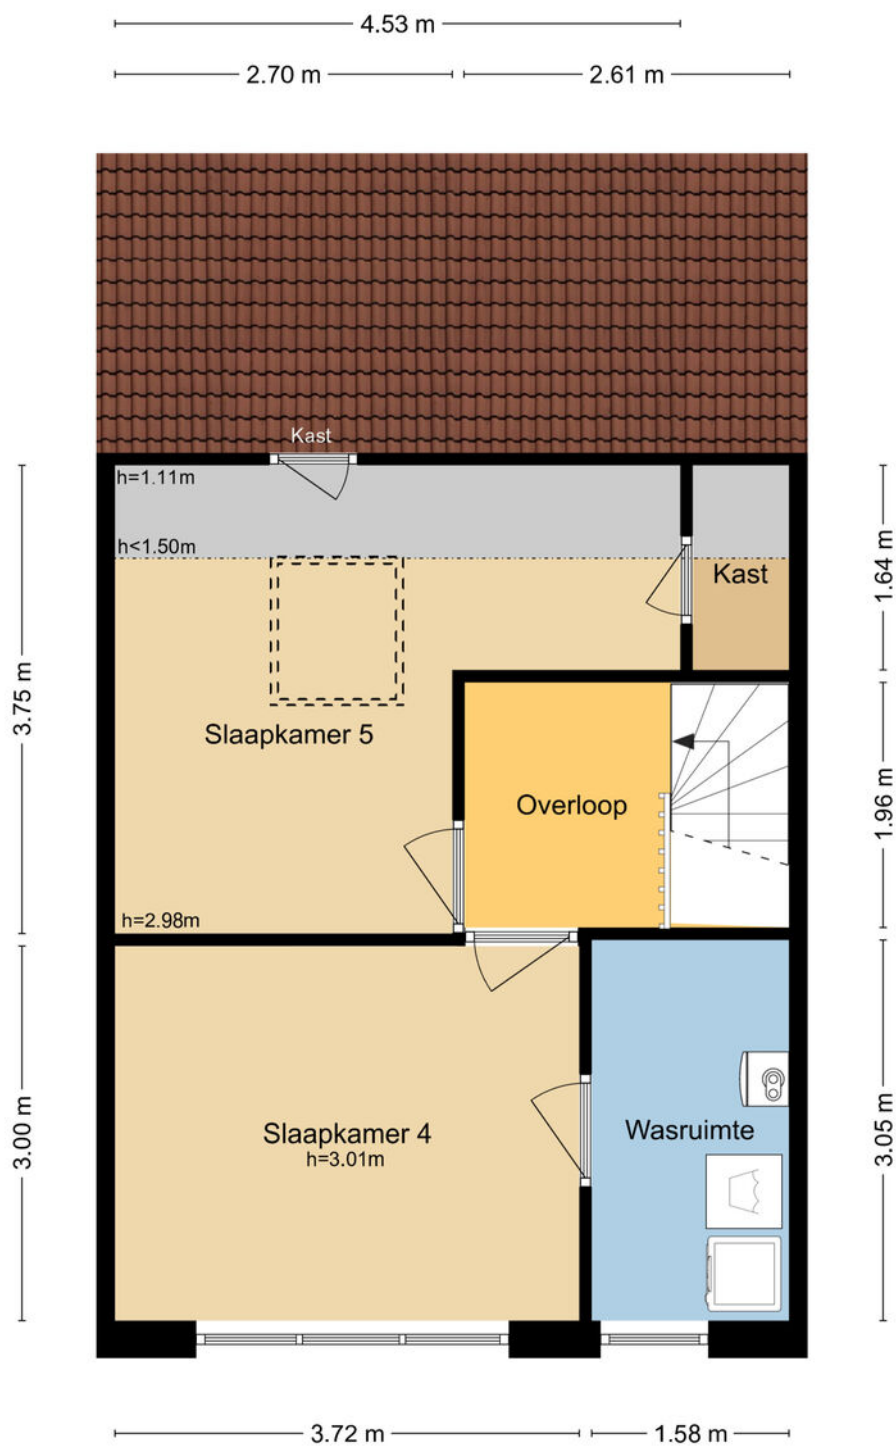 4.53 m
2.70 m
2.61 m
Kast
h=1.11m
h<1.50m
Kast
1.64 m
3.75 m
Slaapkamer 5
Overloop
1.96 m
h=2.98m
3.00 m
Slaapkamer 4
h=3.01m
Wasruimte
3.05 m
3.72 m
1.58 m